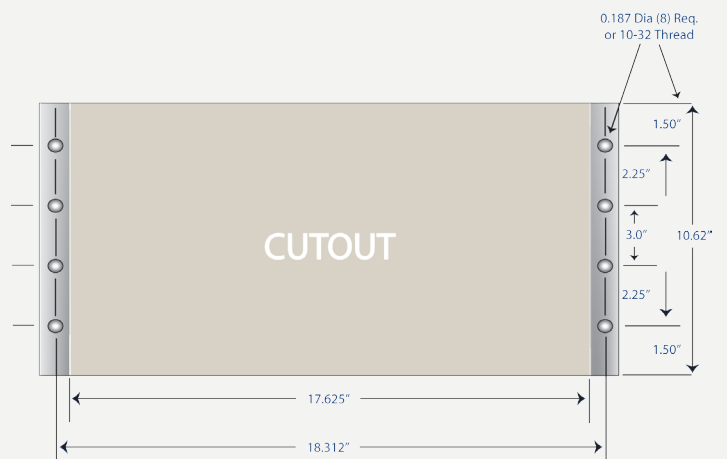 0.187 Dia (8) Req.
or 10-32 Thread
1.50"
2.25"
CUTOUT
3.0"
10.62"
2.25"
1.50"
17.625"
18.312"